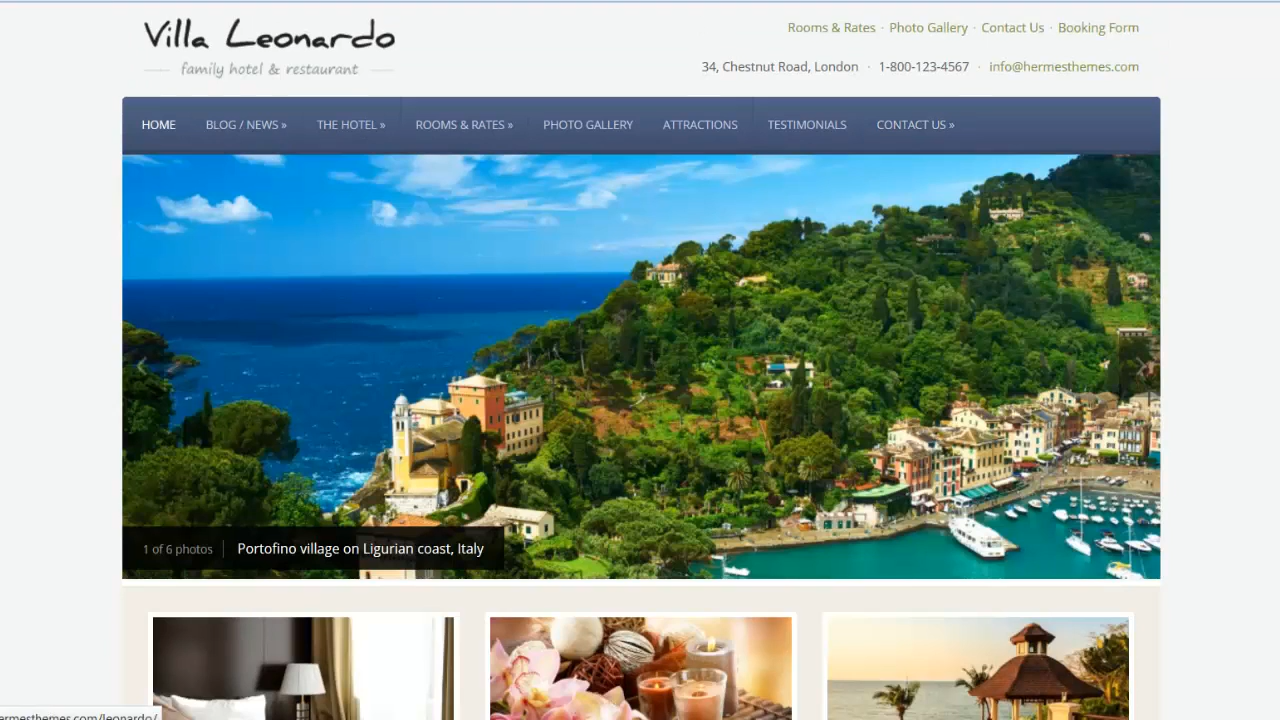 Villa Leonardo
family hotel & restaurant
Rooms & Rates · Photo Gallery · Contact Us · Booking Form
34, Chestnut Road, London · 1-800-123-4567 · info@hermesthemes.com
HOME BLOG / NEWS » THE HOTEL » ROOMS & RATES » PHOTO GALLERY ATTRACTIONS TESTIMONIALS CONTACT US »
1 of 6 photos Portofino village on Ligurian coast, Italy
ermesthemes.com/leonardo/